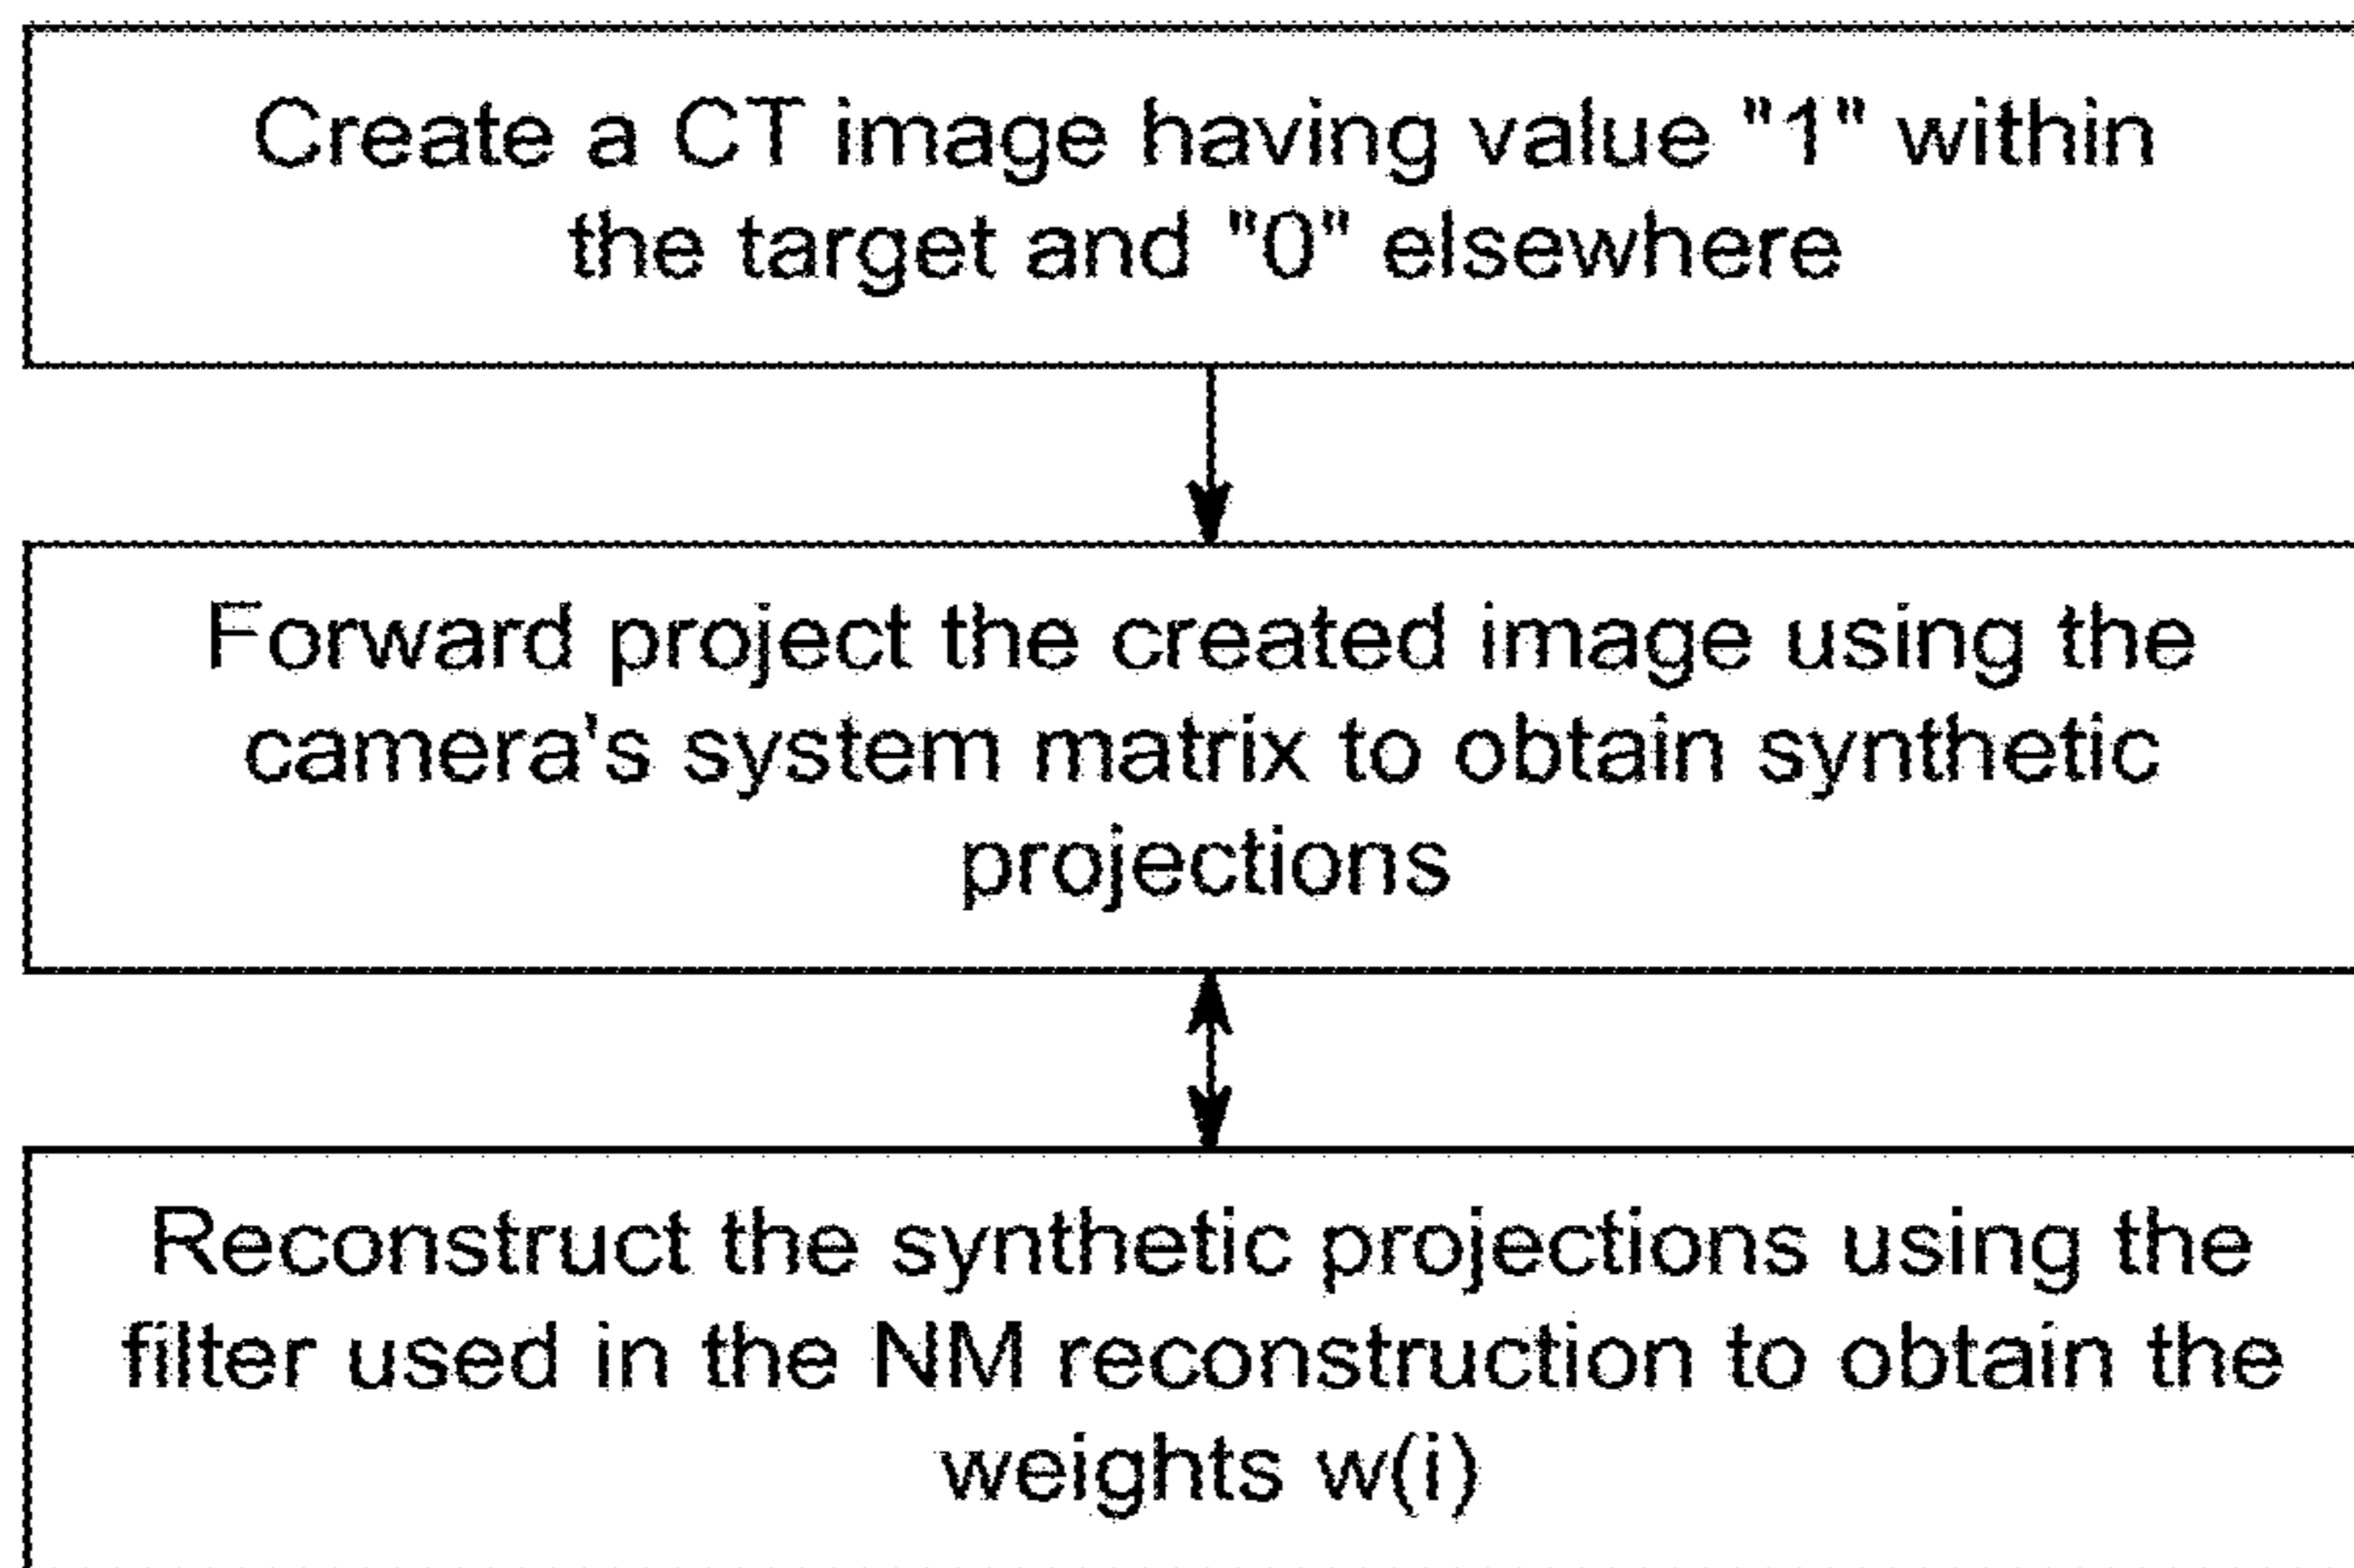 Create a CT image having value "1" within
the target and "0" elsewhere
Forward project the created image using the
camera's system matrix to obtain synthetic
projections
Reconstruct the synthetic projections using the
filter used in the NM reconstruction to obtain the
weights w(i)